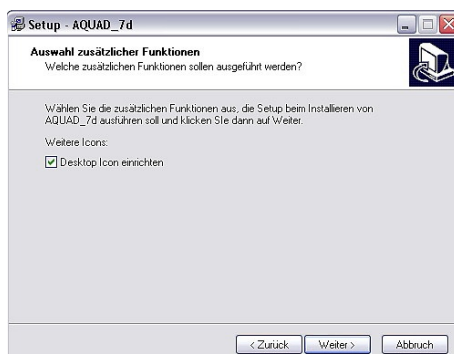 Setup - AQUAD_7d
Auswahl zusätzlicher Funktionen
Welche zusätzlichen Funktionen sollen ausgeführt werden?
Wählen Sie die zusätzlichen Funktionen aus, die Setup beim Installieren von
AQUAD_7d ausführen soll und klicken SIe dann auf Weiter.
Weitere Icons:
Desktop Icon einrichten
< Zurück
Weiter >
Abbruch